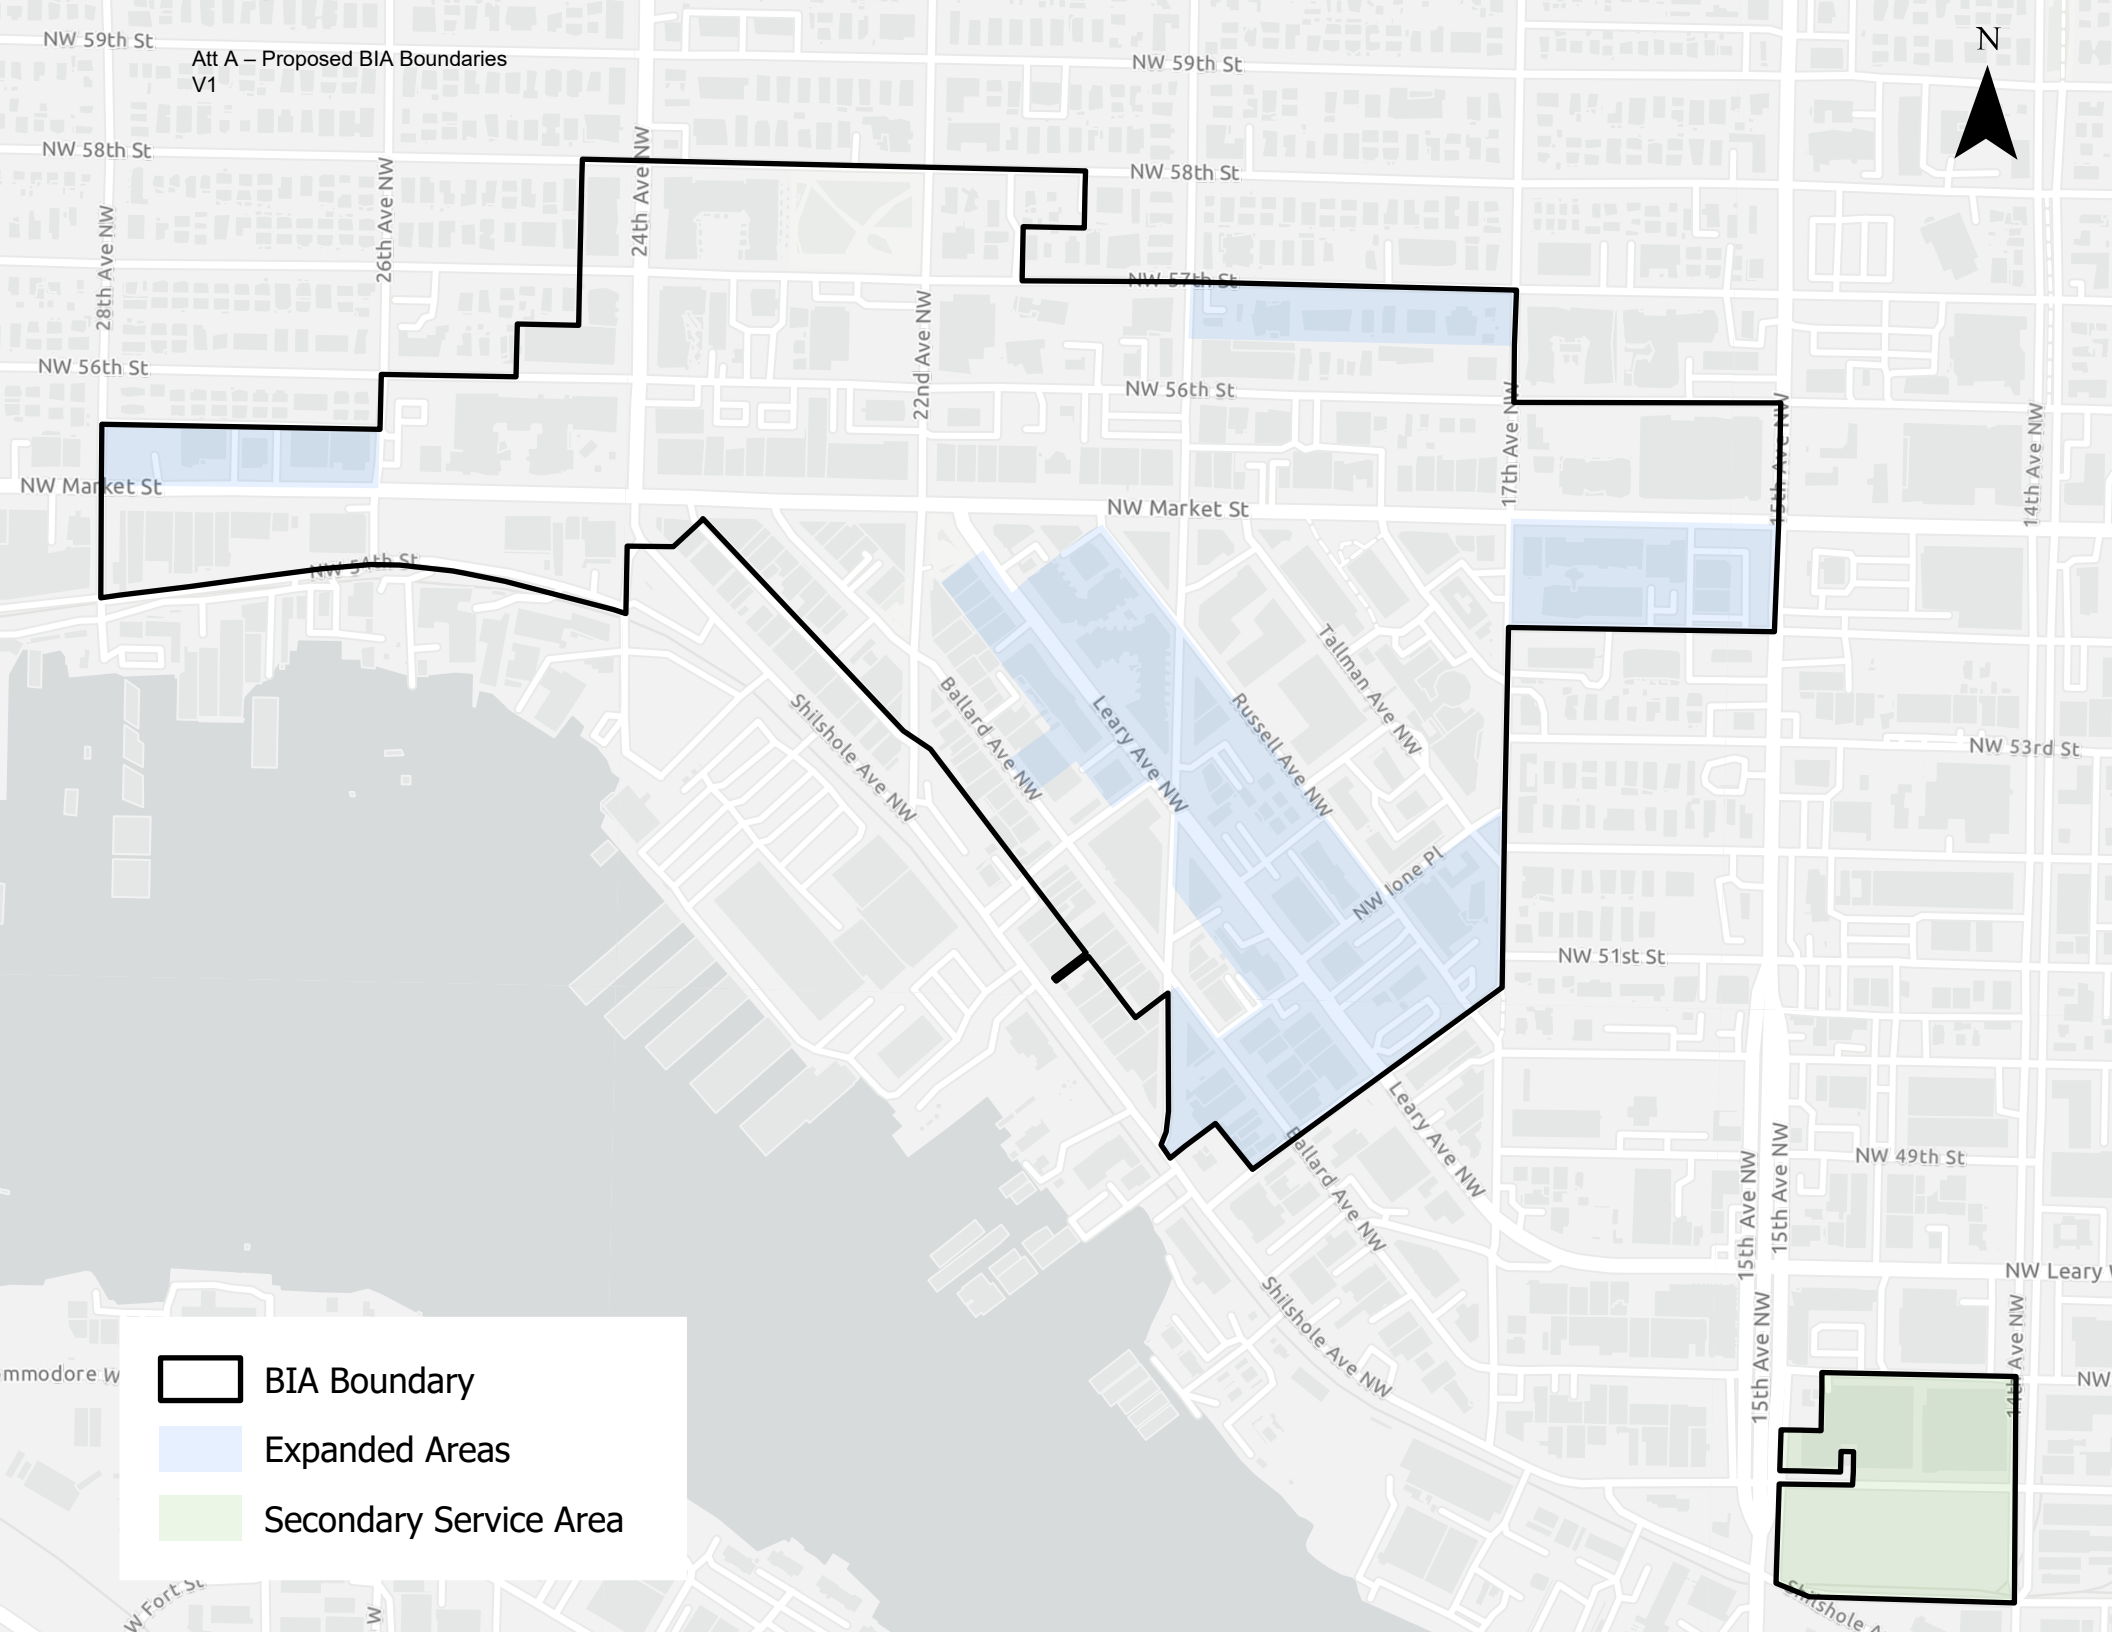 NW 59th St
Att A – Proposed BIA Boundaries
V1
NW 59th St
N
NW 58th St
24th Ave NW
26th Ave NW
28th Ave NW
NW 58th St
NW 57th St
22nd Ave NW
NW 56th St
NW 56th St
17th Ave NW
15th Ave NW
14th Ave NW
NW Market St
NW Market St
NW 54th St
Tallman Ave NW
Ballard Ave NW
Shilshole Ave NW
Leary Ave NW
Russell Ave NW
NW 53rd St
NW Ione Pl
NW 51st St
Leary Ave NW
Ballard Ave NW
NW 49th St
15th Ave NW
15th Ave NW
NW Leary
Shilshole Ave NW
15th Ave NW
14th Ave NW
mmodore W
NW
BIA Boundary
Expanded Areas
Secondary Service Area
W Fort St
W
Shilshole A